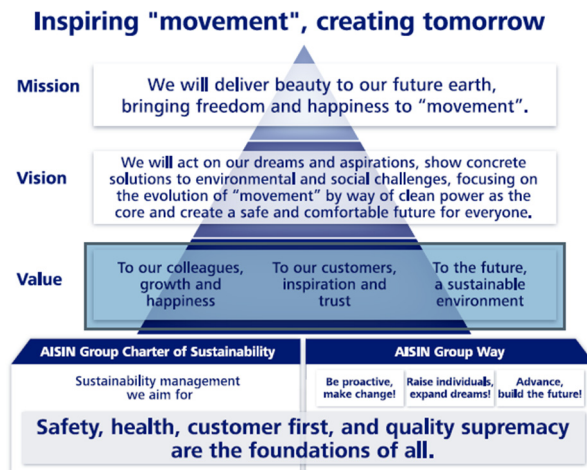 Inspiring "movement", creating tomorrow
Mission
We will deliver beauty to our future earth,
bringing freedom and happiness to “movement”.
Vision
We will act on our dreams and aspirations, show concrete
solutions to environmental and social challenges, focusing on
the evolution of “movement” by way of clean power as the
core and create a safe and comfortable future for everyone.
Value
To our colleagues,
growth and
happiness
To our customers,
inspiration and
trust
To the future,
a sustainable
environment
AISIN Group Charter of Sustainability
Sustainability management
we aim for
AISIN Group Way
Be proactive,
make change!
Raise individuals,
expand dreams!
Advance,
build the future!
Safety, health, customer first, and quality supremacy
are the foundations of all.